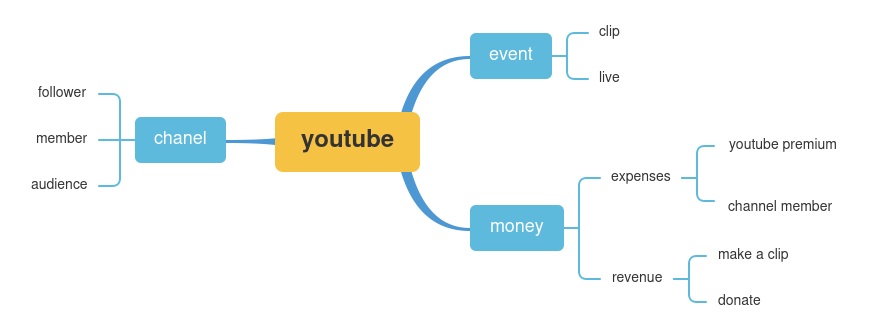 youtube
chanel
follower
member
audience
event
clip
live
money
expenses
youtube premium
channel member
revenue
make a clip
donate